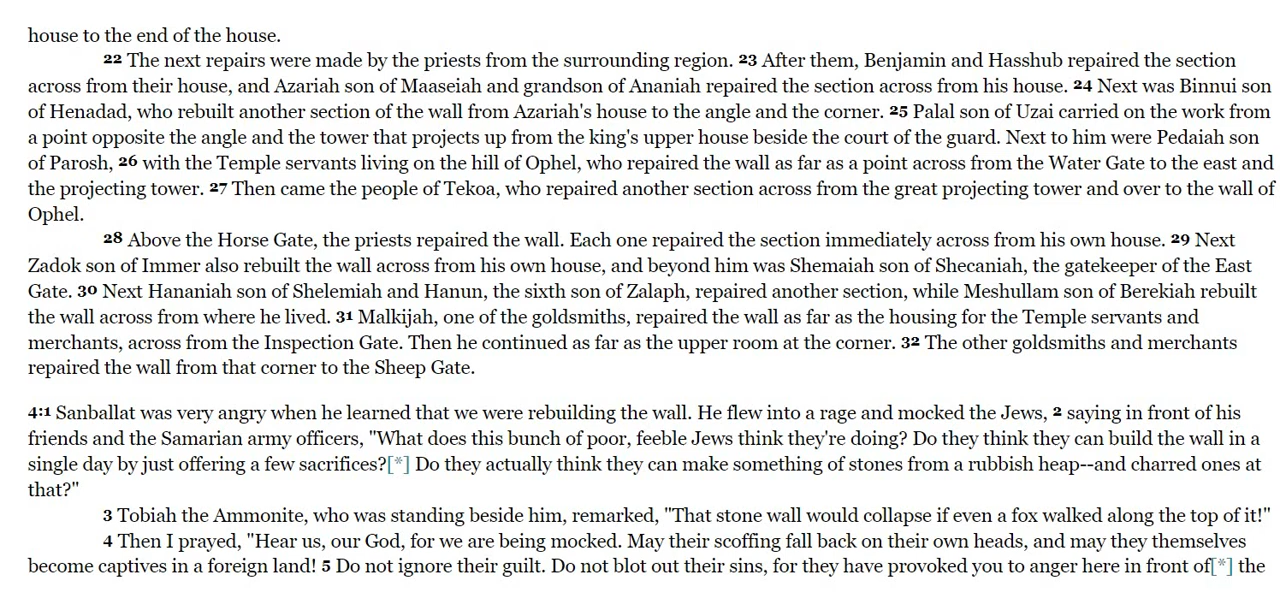 house to the end of the house.
22 The next repairs were made by the priests from the surrounding region. 23 After them, Benjamin and Hasshub repaired the section
across from their house, and Azariah son of Maaseiah and grandson of Ananiah repaired the section across from his house. 24 Next was Binnui son
of Henadad, who rebuilt another section of the wall from Azariah's house to the angle and the corner. 25 Palal son of Uzai carried on the work from
a point opposite the angle and the tower that projects up from the king's upper house beside the court of the guard. Next to him were Pedaiah son
of Parosh, 26 with the Temple servants living on the hill of Ophel, who repaired the wall as far as a point across from the Water Gate to the east and
the projecting tower. 27 Then came the people of Tekoa, who repaired another section across from the great projecting tower and over to the wall of
Ophel.
28 Above the Horse Gate, the priests repaired the wall. Each one repaired the section immediately across from his own house. 29 Next
Zadok son of Immer also rebuilt the wall across from his own house, and beyond him was Shemaiah son of Shecaniah, the gatekeeper of the East
Gate. 30 Next Hananiah son of Shelemiah and Hanun, the sixth son of Zalaph, repaired another section, while Meshullam son of Berekiah rebuilt
the wall across from where he lived. 31 Malkijah, one of the goldsmiths, repaired the wall as far as the housing for the Temple servants and
merchants, across from the Inspection Gate. Then he continued as far as the upper room at the corner. 32 The other goldsmiths and merchants
repaired the wall from that corner to the Sheep Gate.
4:1 Sanballat was very angry when he learned that we were rebuilding the wall. He flew into a rage and mocked the Jews, 2 saying in front of his
friends and the Samarian army officers, "What does this bunch of poor, feeble Jews think they're doing? Do they think they can build the wall in a
single day by just offering a few sacrifices?[*] Do they actually think they can make something of stones from a rubbish heap--and charred ones at
that?"
3 Tobiah the Ammonite, who was standing beside him, remarked, "That stone wall would collapse if even a fox walked along the top of it!"
4 Then I prayed, "Hear us, our God, for we are being mocked. May their scoffing fall back on their own heads, and may they themselves
become captives in a foreign land! 5 Do not ignore their guilt. Do not blot out their sins, for they have provoked you to anger here in front of[*] the